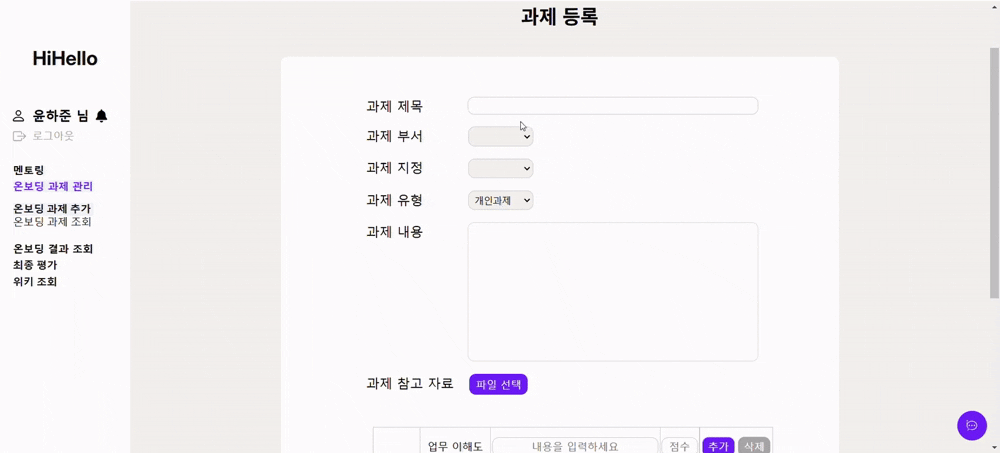 과제 등록
HiHello
윤하준 님
로그아웃
멘토링
온보딩 과제 관리
온보딩 과제 추가
온보딩 과제 조회
온보딩 결과 조회
최종 평가
위키 조회
과제 제목
과제 부서
과제 지정
과제 유형 개인과제
과제 내용
과제 참고 자료 파일 선택
업무 이해도 내용을 입력하세요 점수 추가 삭제